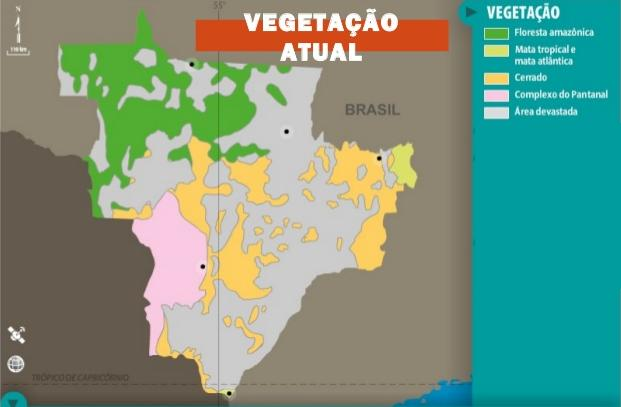 55°
VEGETAÇÃO
ATUAL
N
BRASIL
TRÓPICO DE CAPRICÓRNIO
VEGETAÇÃO
Floresta amazônica
Mata tropical e
mata atlântica
Cerrado
Complexo do Pantanal
Área devastada